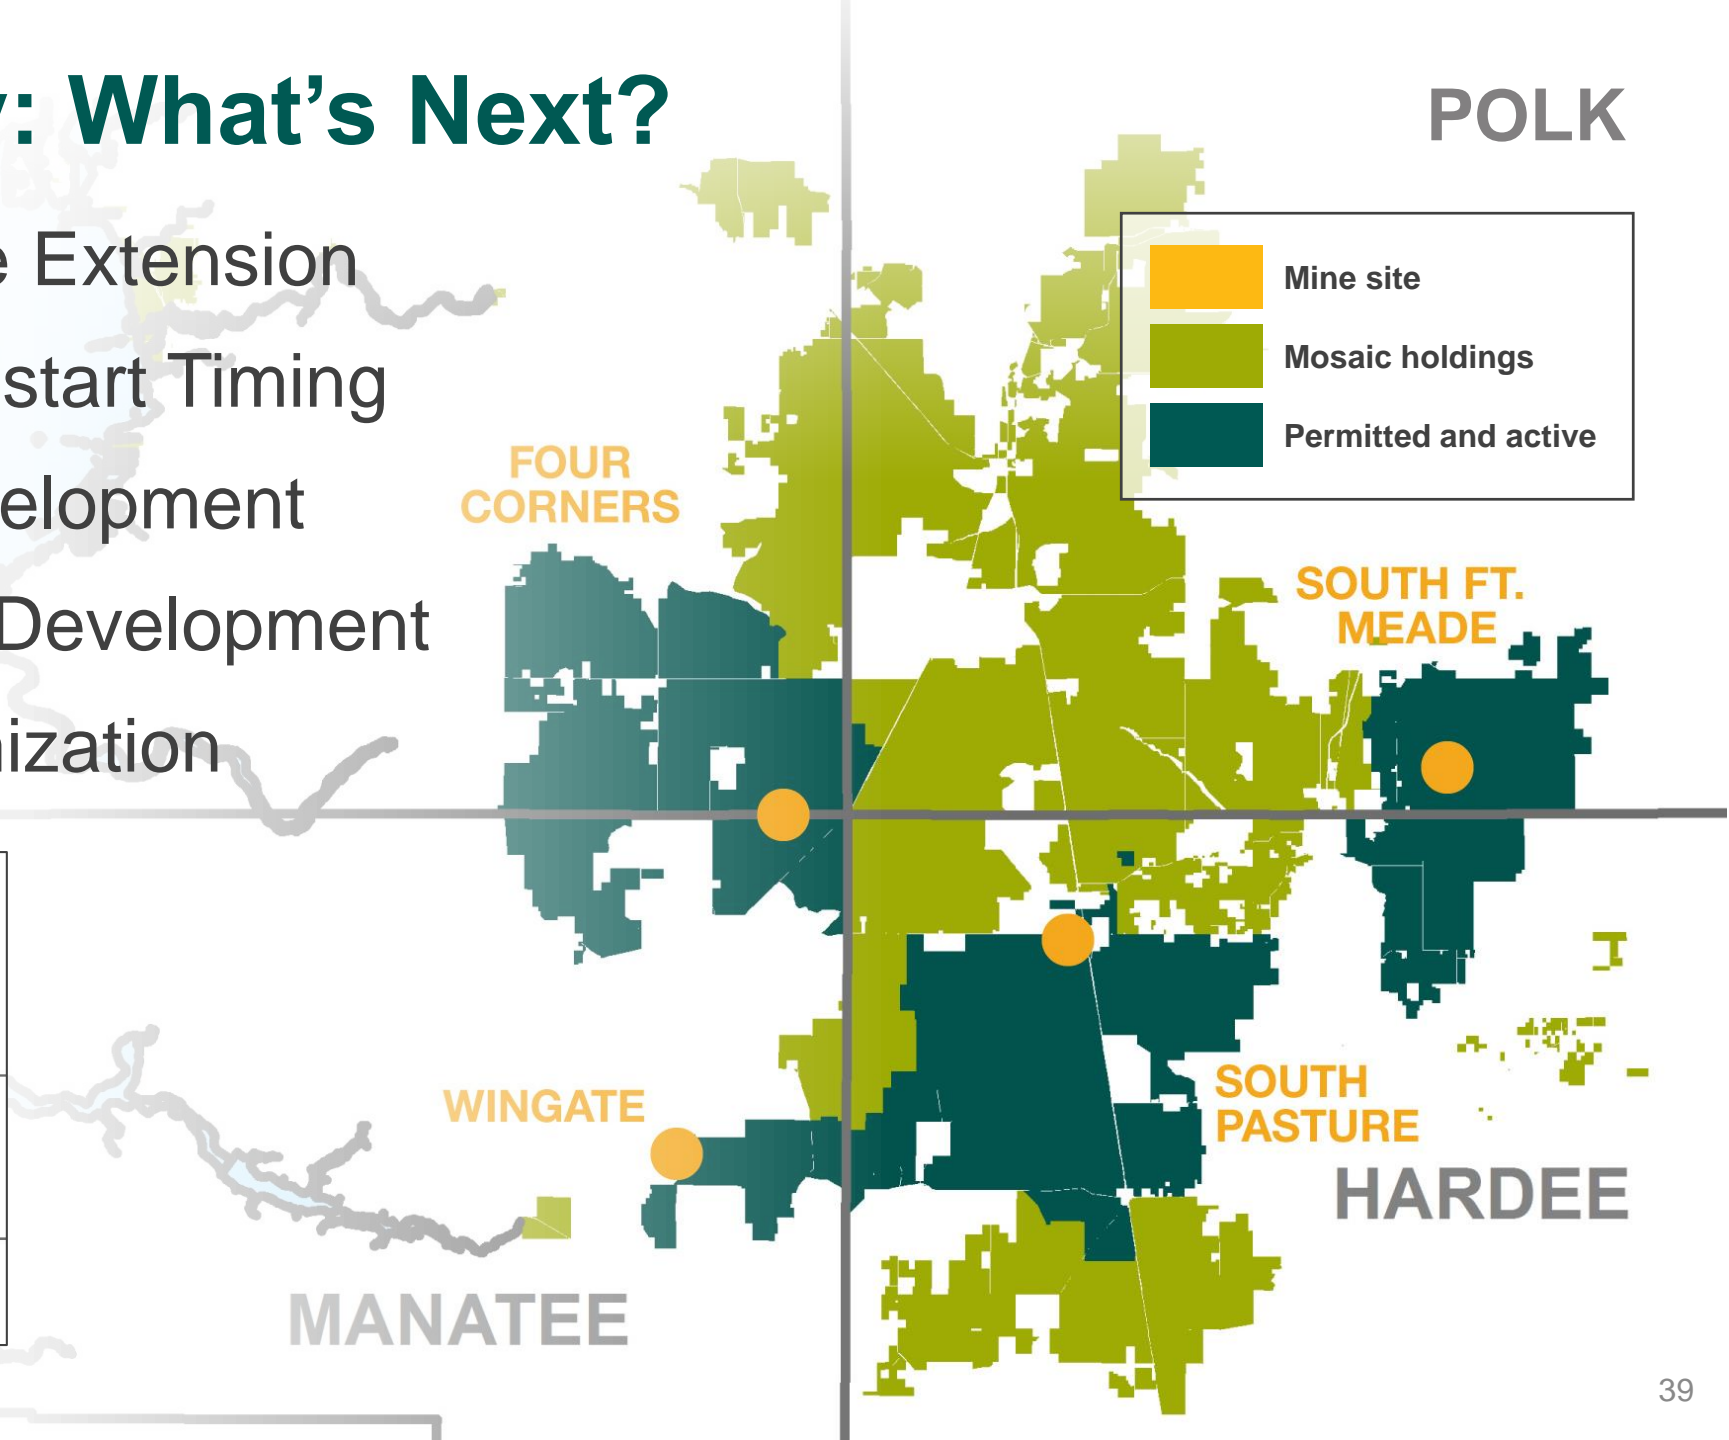 : What's Next?
Extension
start Timing
elopment
Development
ization
POLK
Mine site
Mosaic holdings
Permitted and active
FOUR
CORNERS
SOUTH FT.
MEADE
WINGATE
SOUTH
PASTURE
HARDEE
MANATEE
39